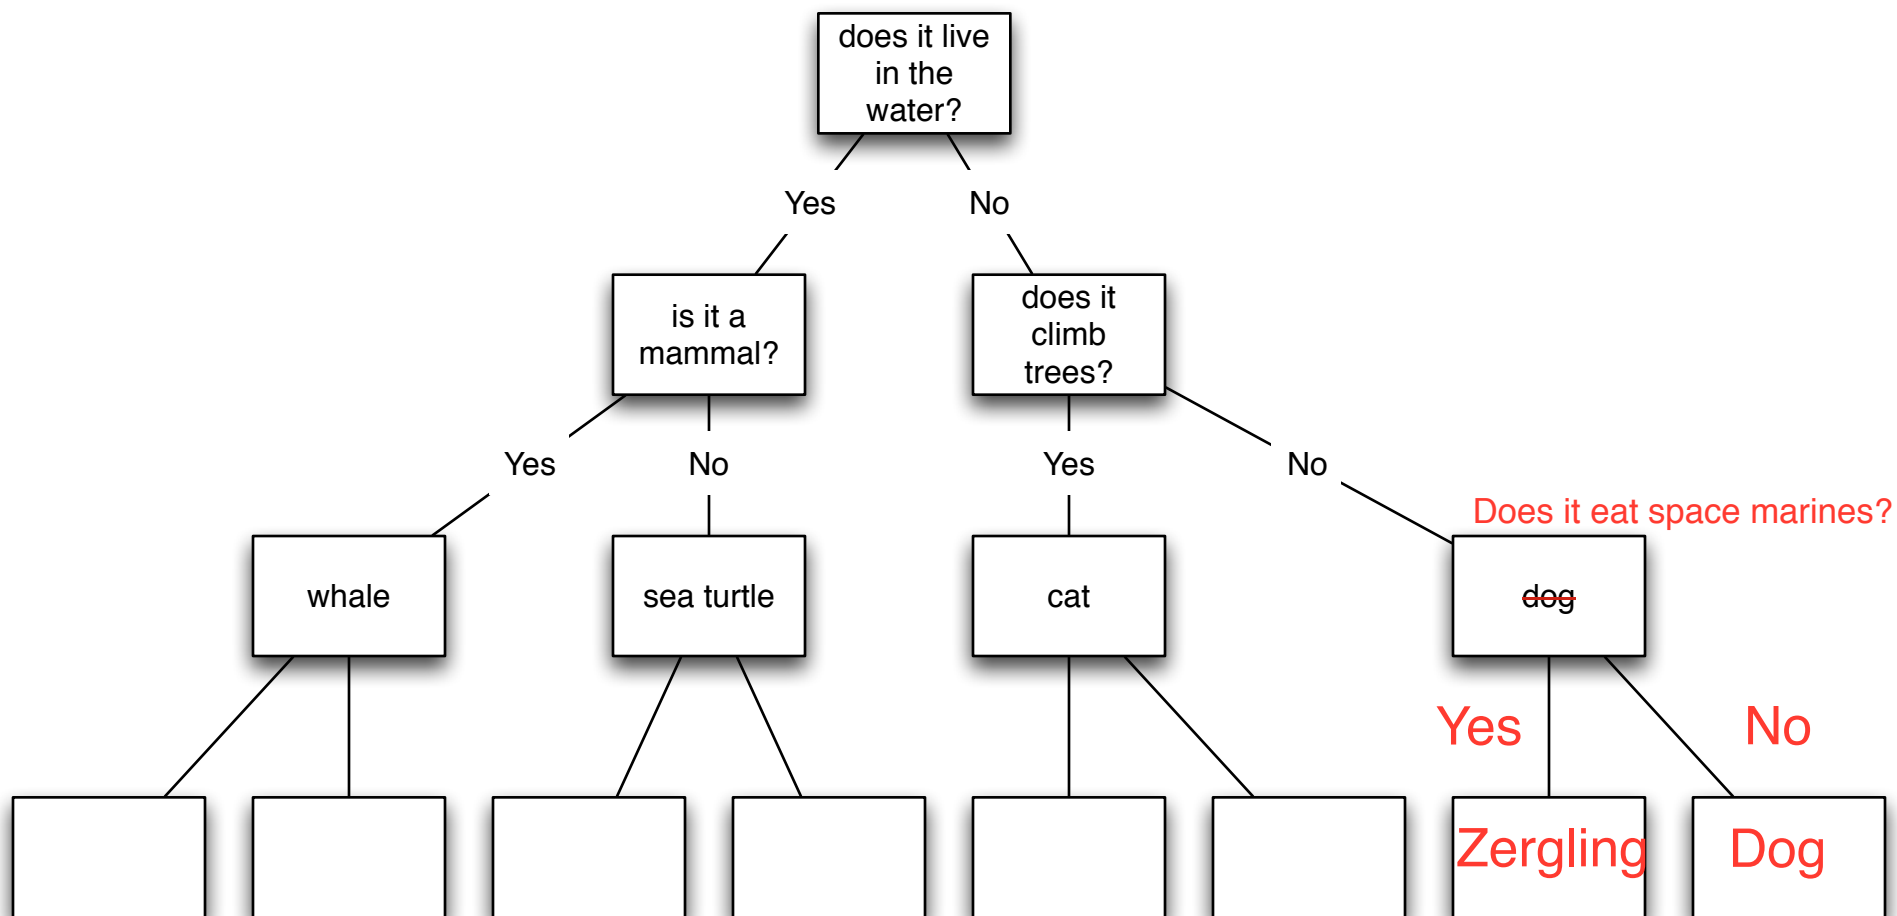 does it live
in the
water?
Yes
No
is it a
mammal?
does it
climb
trees?
Yes
No
Yes
No
Does it eat space marines?
whale
sea turtle
cat
dog
Yes
No
Zergling
Dog